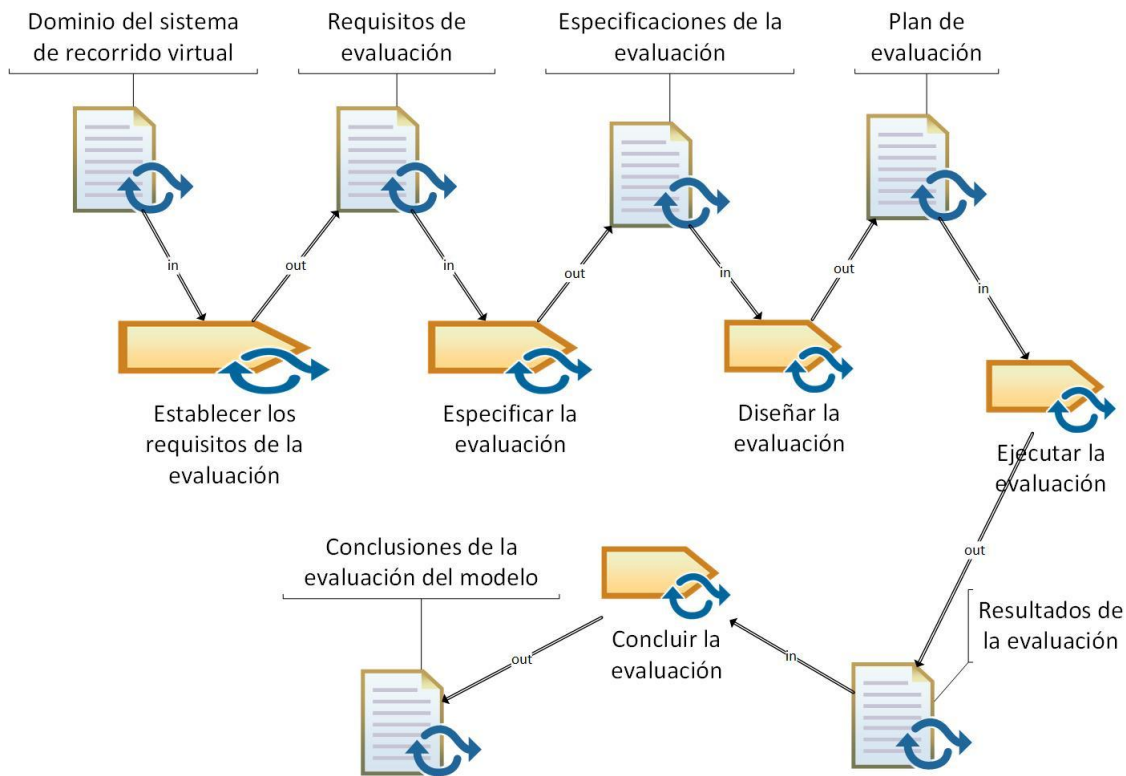 Dominio del sistema
de recorrido virtual
Requisitos de
evaluación
Especificaciones de la
evaluación
Plan de
evaluación
in
out
in
out
in
out
in
Establecer los
requisitos de la
evaluación
Especificar la
evaluación
Diseñar la
evaluación
Ejecutar la
evaluación
out
Resultados de
la evaluación
in
Concluir la
evaluación
out
Conclusiones de la
evaluación del modelo